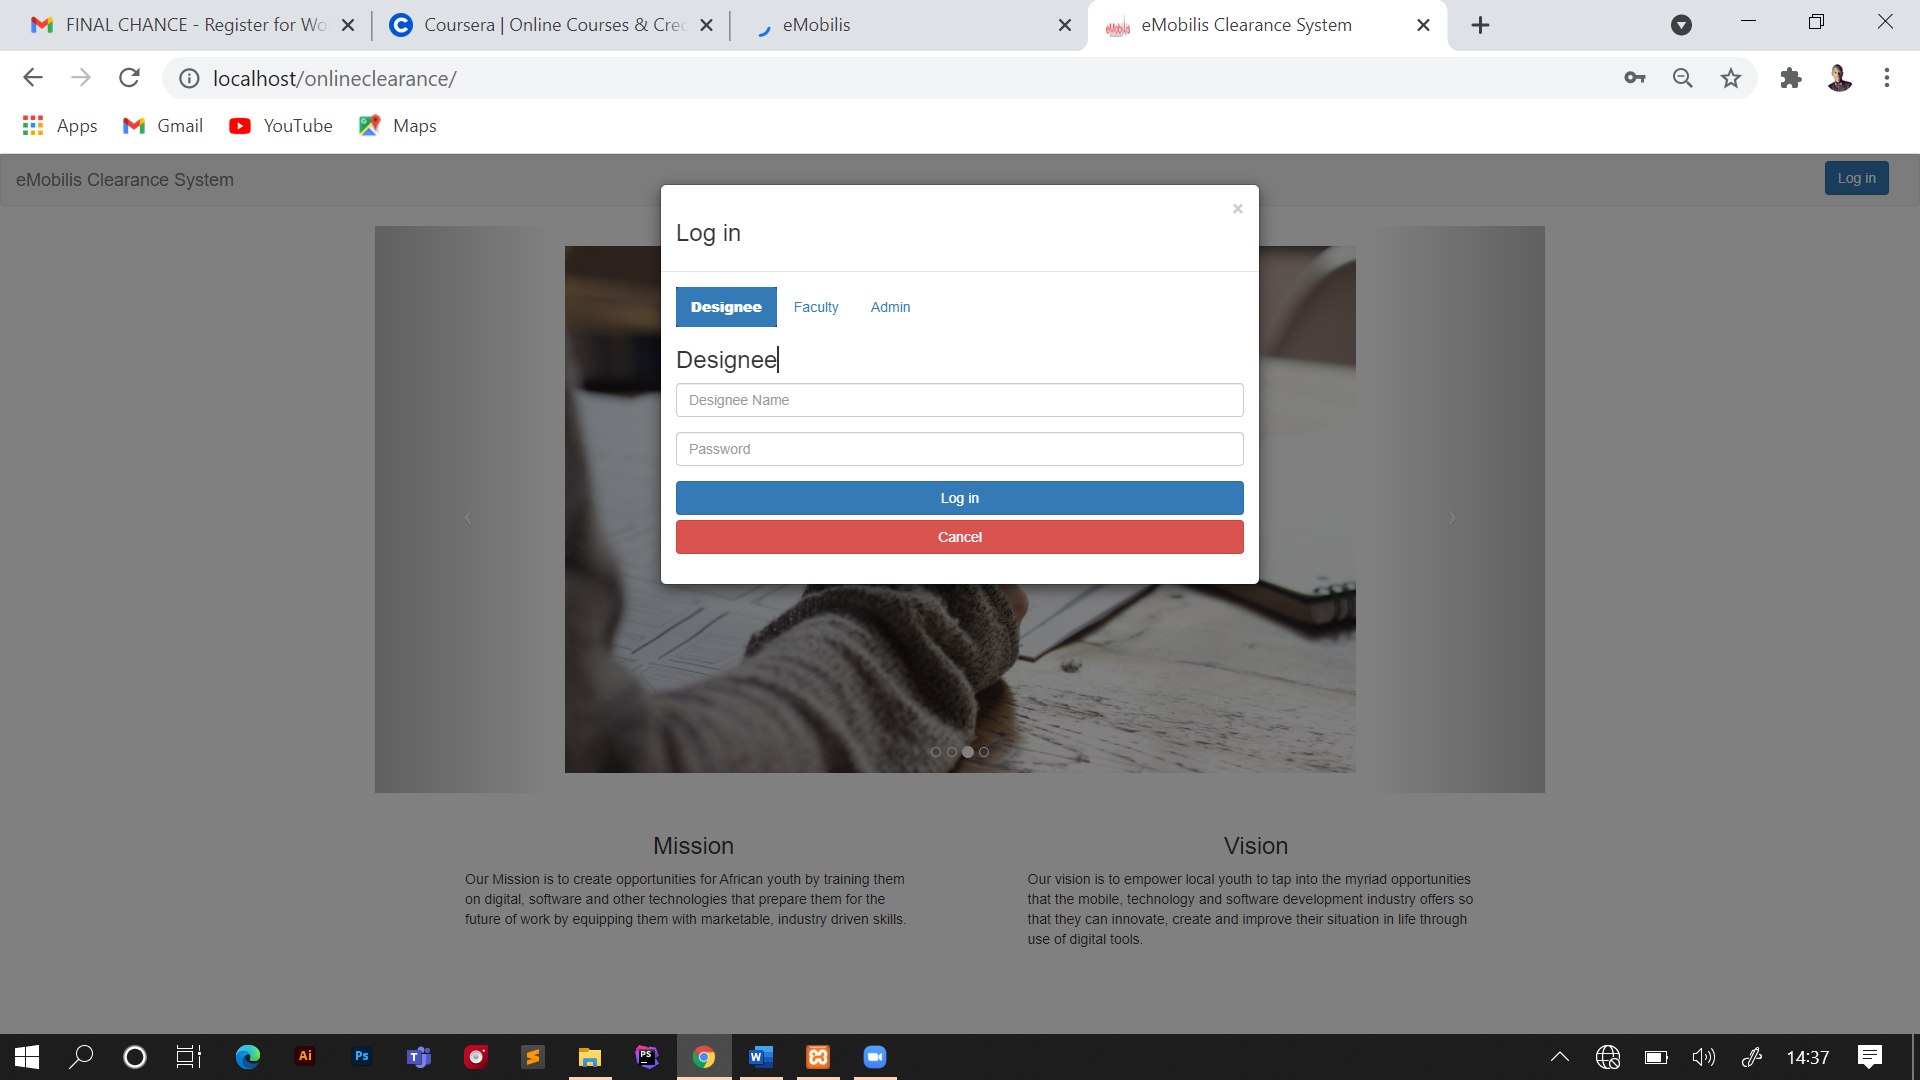 FINAL CHANCE - Register for Wo
Coursera | Online Courses & Cre
eMobilis
eMobilis Clearance System
localhost/onlineclearance/
Apps
Gmail
YouTube
Maps
eMobilis Clearance System
Log in
×
Log in
Designee
Faculty
Admin
Designee
Designee Name
Password
Log in
Cancel
Mission
Our Mission is to create opportunities for African youth by training them
on digital, software and other technologies that prepare them for the
future of work by equipping them with marketable, industry driven skills.
Vision
Our vision is to empower local youth to tap into the myriad opportunities
that the mobile, technology and software development industry offers so
that they can innovate, create and improve their situation in life through
use of digital tools.
Ai
Ps
14:37